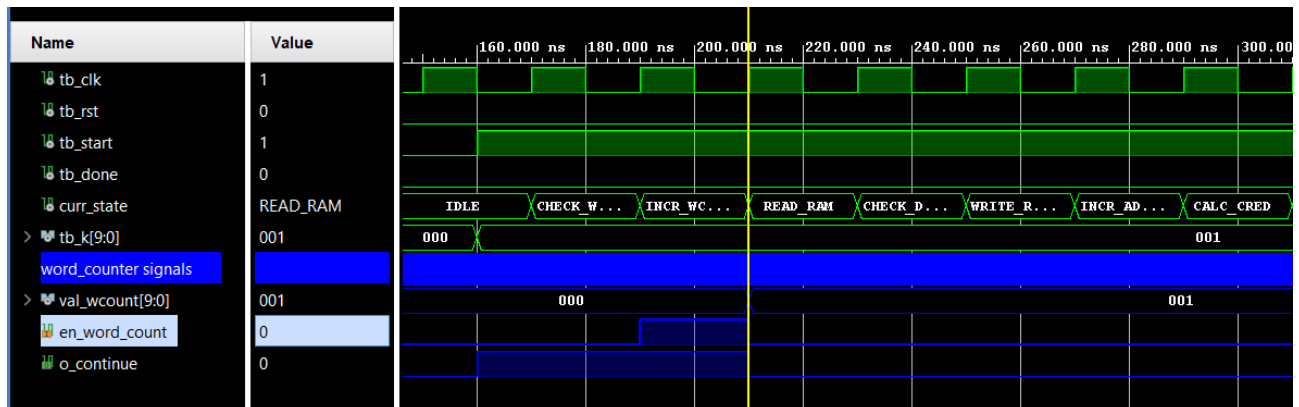 Name Value
160.000 ns 180.000 ns 200.000 ns 220.000 ns 240.000 ns 260.000 ns 280.000 ns 300.00
tb_clk 1
tb_rst 0
tb_start 1
tb_done 0
curr_state READ_RAM IDLE CHECK_W... INCR_WC... READ_RAM CHECK_D... WRITE_R... INCR_AD... CALC_CRED
tb_k[9:0] 001 000 001
word_counter signals
val_wcount[9:0] 001 000 001
en_word_count 0
o_continue 0